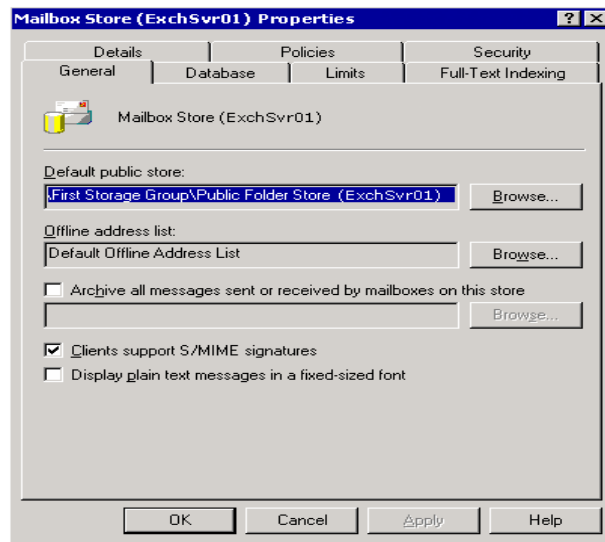 Mailbox Store (ExchSvr01) Properties
Details Policies Security
General Database Limits Full-Text Indexing
Mailbox Store (ExchSvr01)
Default public store:
\First Storage Group\Public Folder Store (ExchSvr01) Browse...
Offline address list:
Default Offline Address List Browse...
Archive all messages sent or received by mailboxes on this store
Browse...
Clients support S/MIME signatures
Display plain text messages in a fixed-sized font
OK Cancel Apply Help